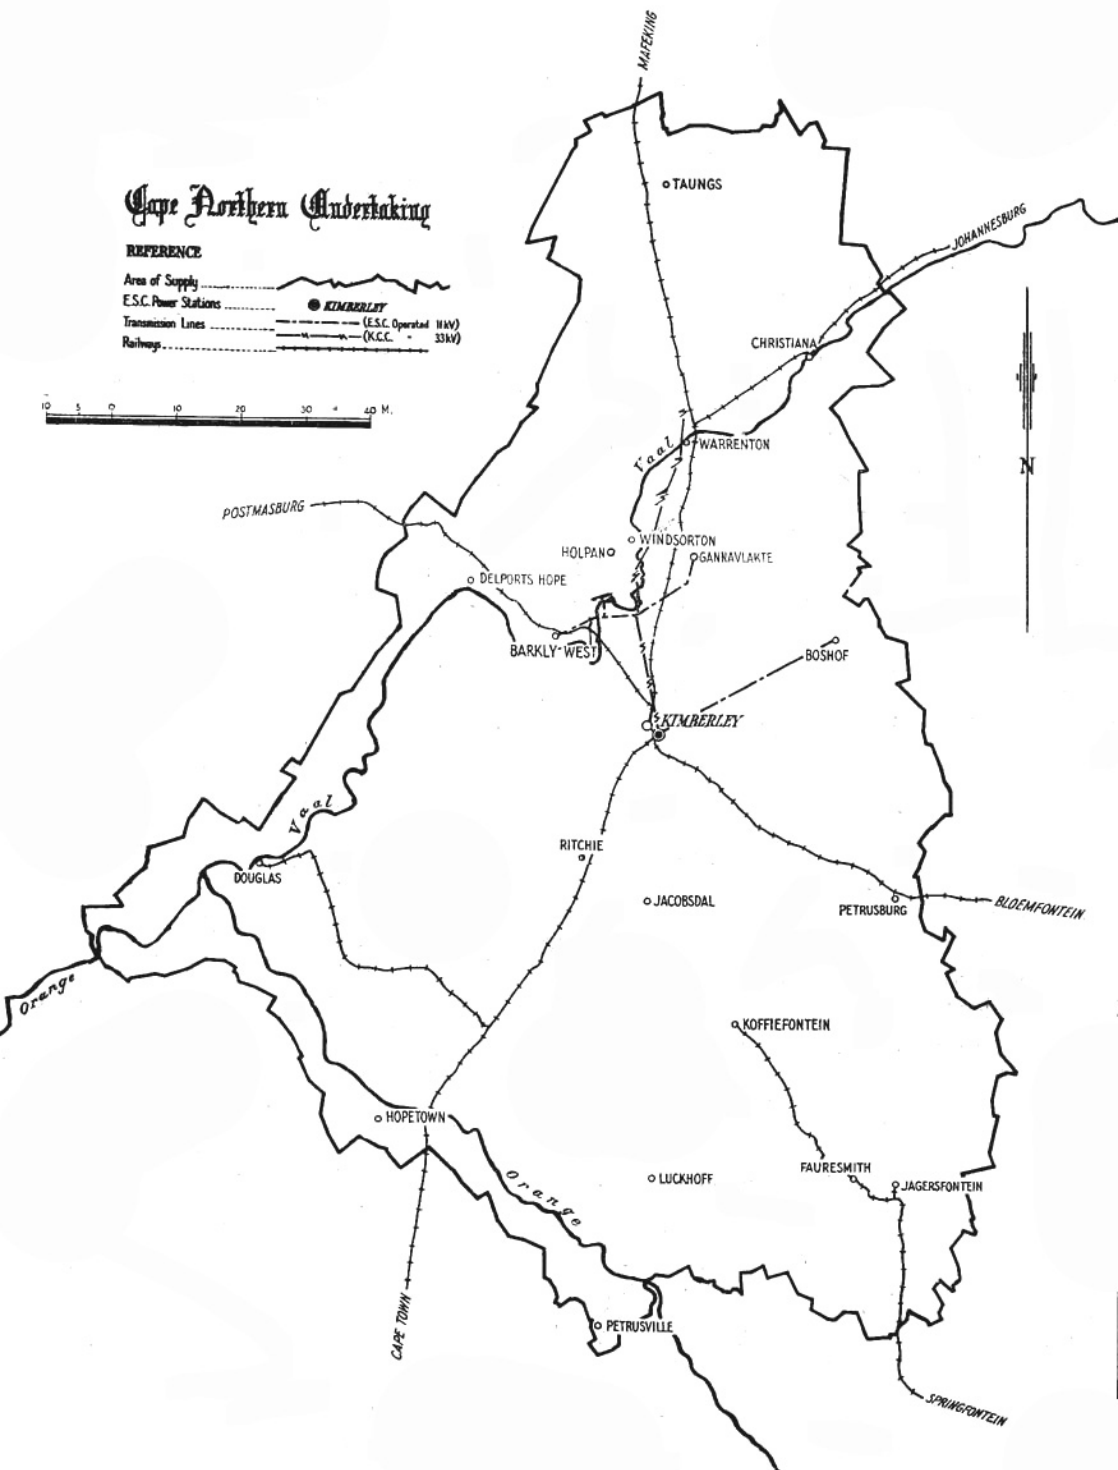 MAFEKING
TAUNGS
Cape Northern Undertaking
REFERENCE
Area of Supply
E.S.C. Power Stations KIMBERLEY
Transmission Lines (E.S.C. Operated 11kV)
(K.C.C. " 33kV)
Railways
10 5 0 10 20 30 40 M.
JOHANNESBURG
CHRISTIANA
Vaal
WARRENTON
N
POSTMASBURG
WINDSORTON
HOLPAN
GANNAVLAKTE
DELPORTS HOPE
BARKLY-WEST
BOSHOF
KIMBERLEY
Vaal
RITCHIE
DOUGLAS
JACOBSDAL
PETRUSBURG
BLOEMFONTEIN
Orange
KOFFIEFONTEIN
HOPETOWN
FAURESMITH
LUCKHOFF
JAGERSFONTEIN
Orange
CAPE TOWN
PETRUSVILLE
SPRINGFONTEIN